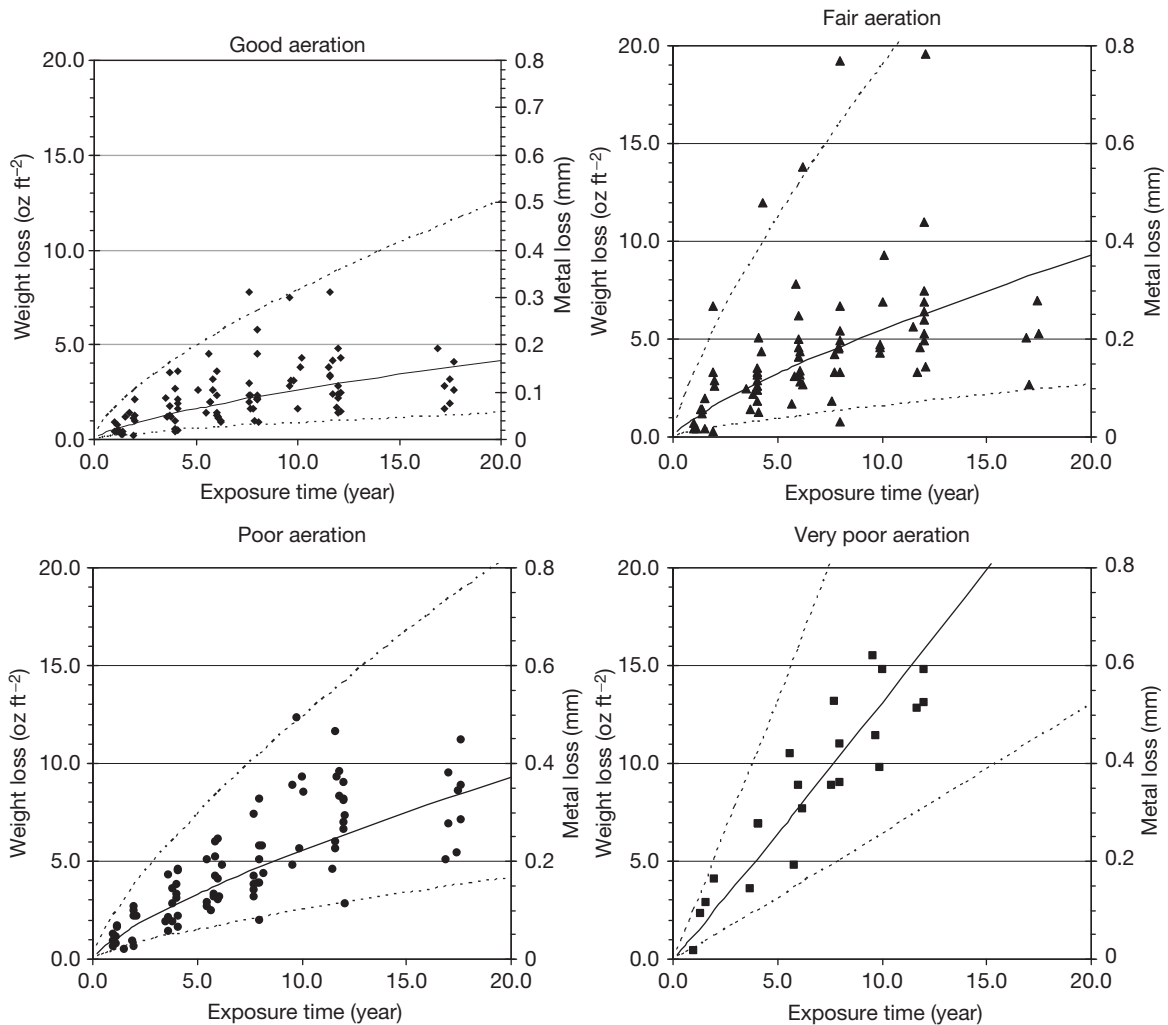 Good aeration
20.0
15.0
10.0
5.0
0.0
0.8
0.7
0.6
0.5
0.4
0.3
0.2
0.1
0
0.0 5.0 10.0 15.0 20.0
Weight loss (oz ft⁻²)
Metal loss (mm)
Exposure time (year)
Fair aeration
20.0
15.0
10.0
5.0
0.0
0.8
0.6
0.4
0.2
0
0.0 5.0 10.0 15.0 20.0
Weight loss (oz ft⁻²)
Metal loss (mm)
Exposure time (year)
Poor aeration
20.0
15.0
10.0
5.0
0.0
0.8
0.6
0.4
0.2
0
0.0 5.0 10.0 15.0 20.0
Weight loss (oz ft⁻²)
Metal loss (mm)
Exposure time (year)
Very poor aeration
20.0
15.0
10.0
5.0
0.0
0.8
0.6
0.4
0.2
0
0.0 5.0 10.0 15.0 20.0
Weight loss (oz ft⁻²)
Metal loss (mm)
Exposure time (year)